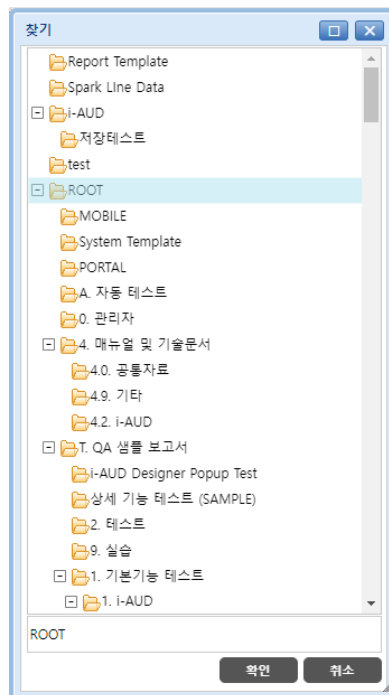 찾기
Report Template
Spark LIne Data
i-AUD
저장테스트
test
ROOT
MOBILE
System Template
PORTAL
A. 자동 테스트
0. 관리자
4. 매뉴얼 및 기술문서
4.0. 공통자료
4.9. 기타
4.2. i-AUD
T. QA 샘플 보고서
i-AUD Designer Popup Test
상세 기능 테스트 (SAMPLE)
2. 테스트
9. 실습
1. 기본기능 테스트
1. i-AUD
ROOT
확인 취소